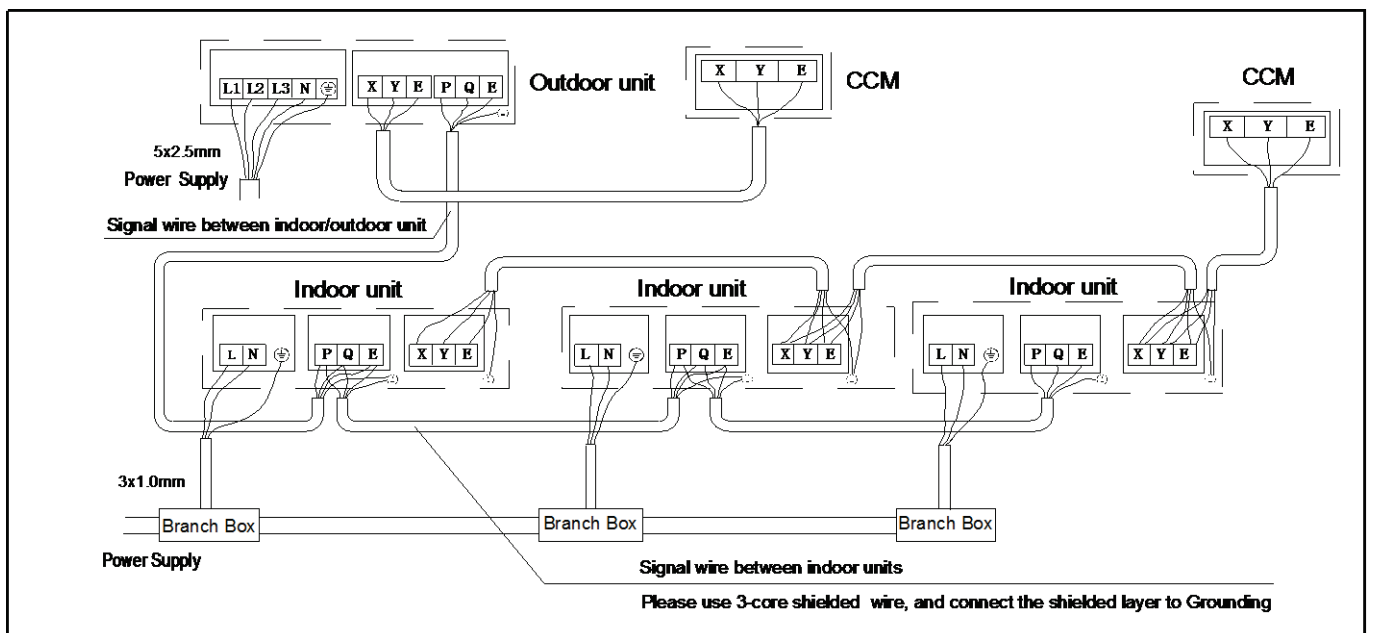 L1 L2 L3 N
X Y E
P Q E
Outdoor unit
X Y E
CCM
CCM
X Y E
5x2.5mm
Power Supply
Signal wire between indoor/outdoor unit
Indoor unit
Indoor unit
Indoor unit
L N
P Q E
X Y E
L N
P Q E
X Y E
L N
P Q E
X Y E
3x1.0mm
Branch Box
Branch Box
Branch Box
Power Supply
Signal wire between indoor units
Please use 3-core shielded wire, and connect the shielded layer to Grounding